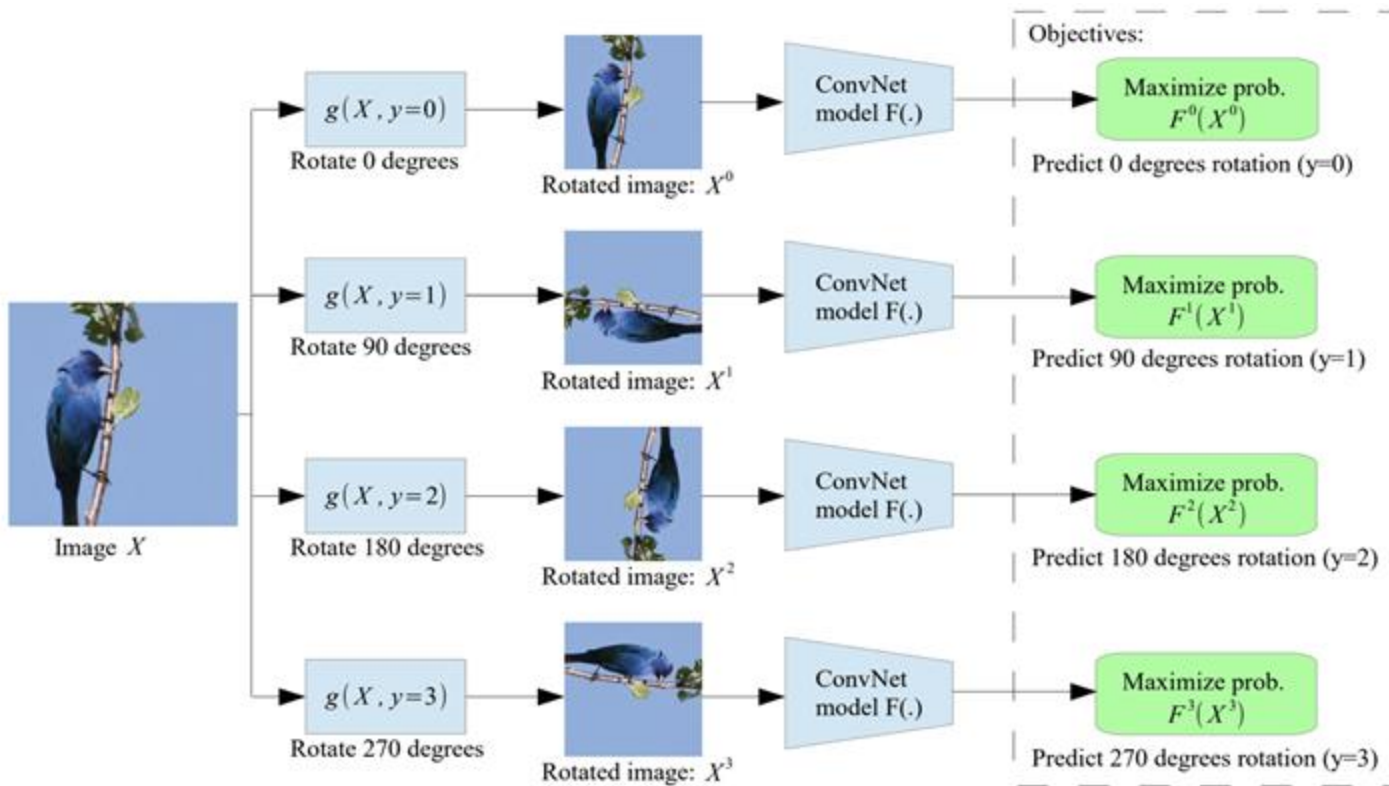 Objectives:
g(X, y=0)
Rotate 0 degrees
Rotated image: X⁰
ConvNet
model F(.)
Maximize prob.
F⁰(X⁰)
Predict 0 degrees rotation (y=0)
g(X, y=1)
Rotate 90 degrees
Rotated image: X¹
ConvNet
model F(.)
Maximize prob.
F¹(X¹)
Predict 90 degrees rotation (y=1)
Image X
g(X, y=2)
Rotate 180 degrees
Rotated image: X²
ConvNet
model F(.)
Maximize prob.
F²(X²)
Predict 180 degrees rotation (y=2)
g(X, y=3)
Rotate 270 degrees
Rotated image: X³
ConvNet
model F(.)
Maximize prob.
F³(X³)
Predict 270 degrees rotation (y=3)